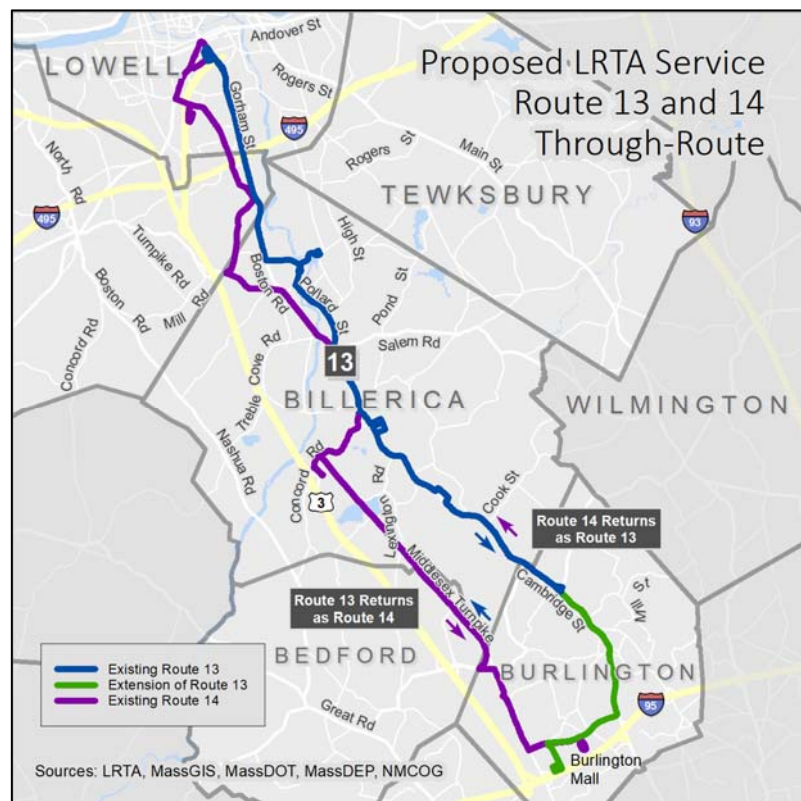 Proposed LRTA Service
Route 13 and 14
Through-Route
Andover St
LOWELL
Rogers St
Gorham St
495
Rogers St
Main St
North Rd
TEWKSBURY
93
495
High St
Turnpike Rd
Boston Rd
Pollard St
Pond St
Boston Rd
Mill Rd
Concord Rd
Salem Rd
Treble Cove Rd
13
BILLERICA
WILMINGTON
Nashua Rd
Concord Rd
Lexington Rd
3
Cook St
Route 14 Returns
as Route 13
Middlesex Turnpike
Cambridge St
Mill St
Route 13 Returns
as Route 14
BEDFORD
BURLINGTON
Existing Route 13
Extension of Route 13
Existing Route 14
95
Great Rd
Burlington
Mall
Sources: LRTA, MassGIS, MassDOT, MassDEP, NMCOG